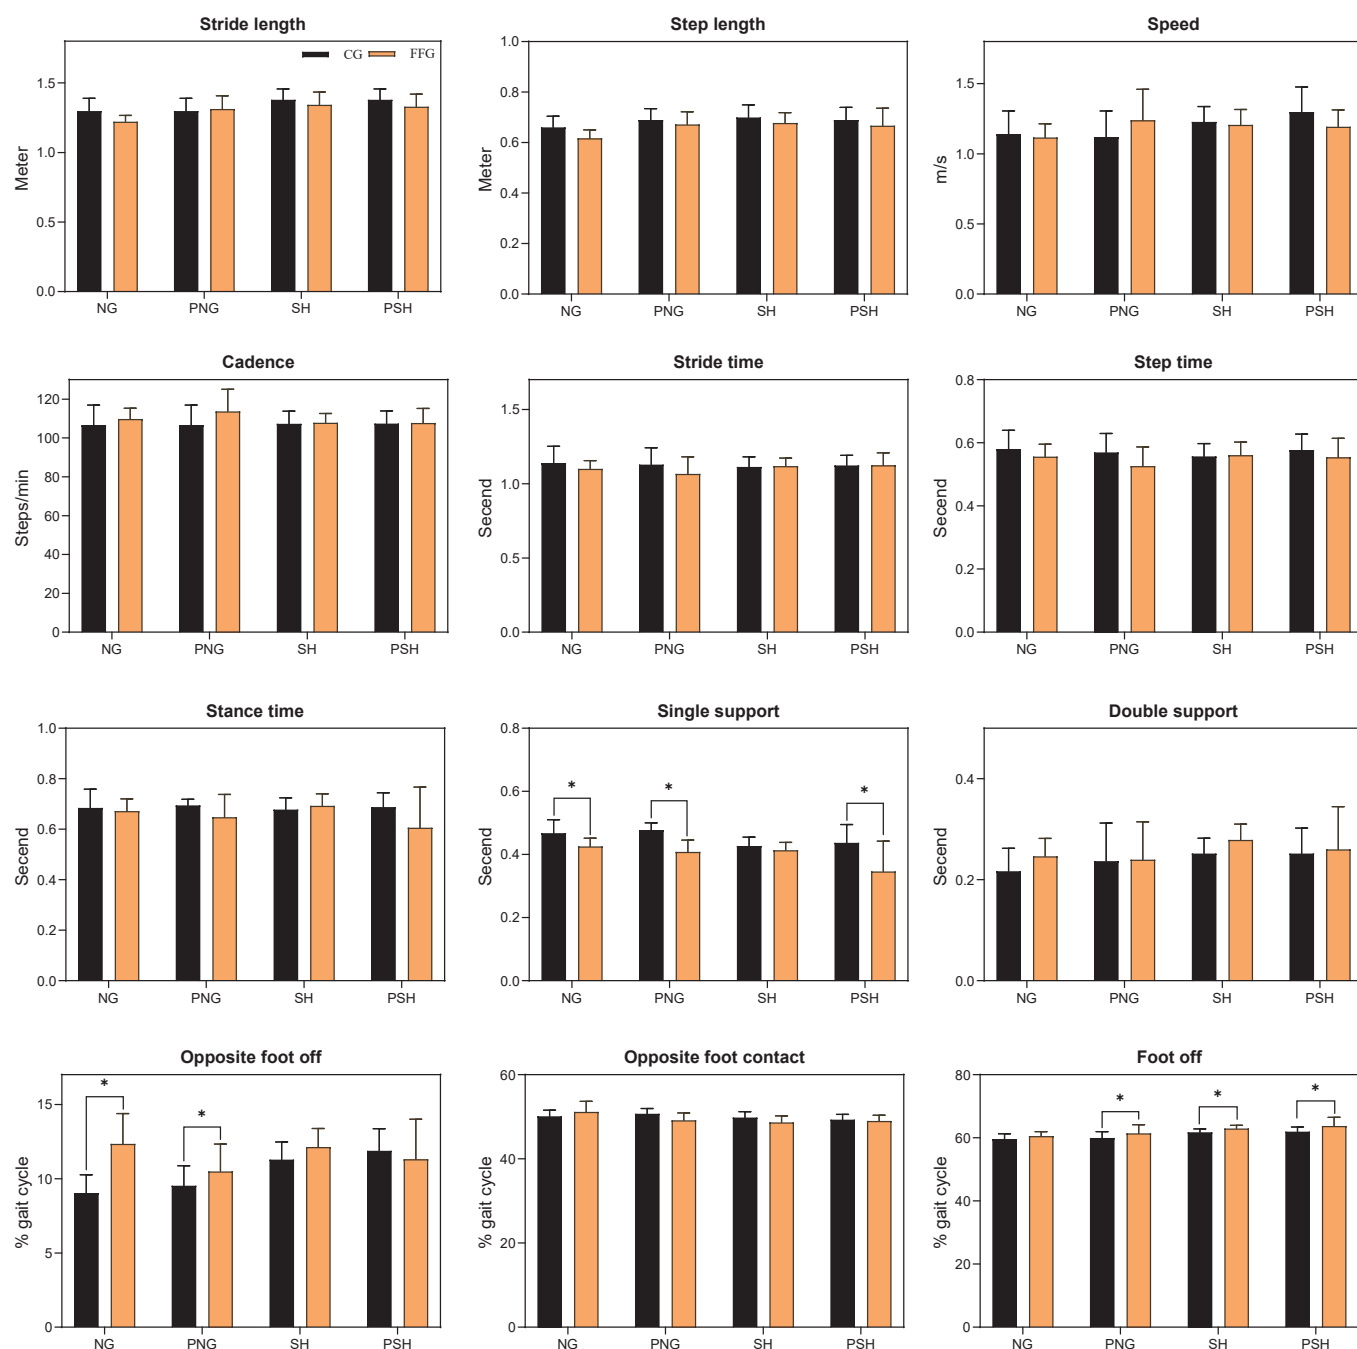 Stride length
CG FFG
Meter
1.5
1.0
0.5
0.0
NG PNG SH PSH
Step length
Meter
1.0
0.8
0.6
0.4
0.2
0.0
NG PNG SH PSH
Speed
m/s
1.5
1.0
0.5
0.0
NG PNG SH PSH
Cadence
Steps/min
120
100
80
60
40
20
0
NG PNG SH PSH
Stride time
Secend
1.5
1.0
0.5
0.0
NG PNG SH PSH
Step time
Secend
0.8
0.6
0.4
0.2
0.0
NG PNG SH PSH
Stance time
Secend
1.0
0.8
0.6
0.4
0.2
0.0
NG PNG SH PSH
Single support
Secend
0.8
0.6
0.4
0.2
0.0
* * *
NG PNG SH PSH
Double support
Secend
0.4
0.2
0.0
NG PNG SH PSH
Opposite foot off
% gait cycle
15
10
5
0
* *
NG PNG SH PSH
Opposite foot contact
% gait cycle
60
40
20
0
NG PNG SH PSH
Foot off
% gait cycle
80
60
40
20
0
* * *
NG PNG SH PSH